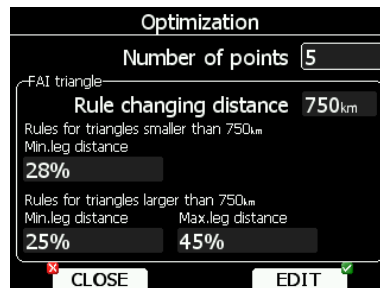 Optimization
Number of points 5
FAI triangle
Rule changing distance 750km
Rules for triangles smaller than 750km
Min.leg distance
28%
Rules for triangles larger than 750km
Min.leg distance Max.leg distance
25% 45%
CLOSE EDIT